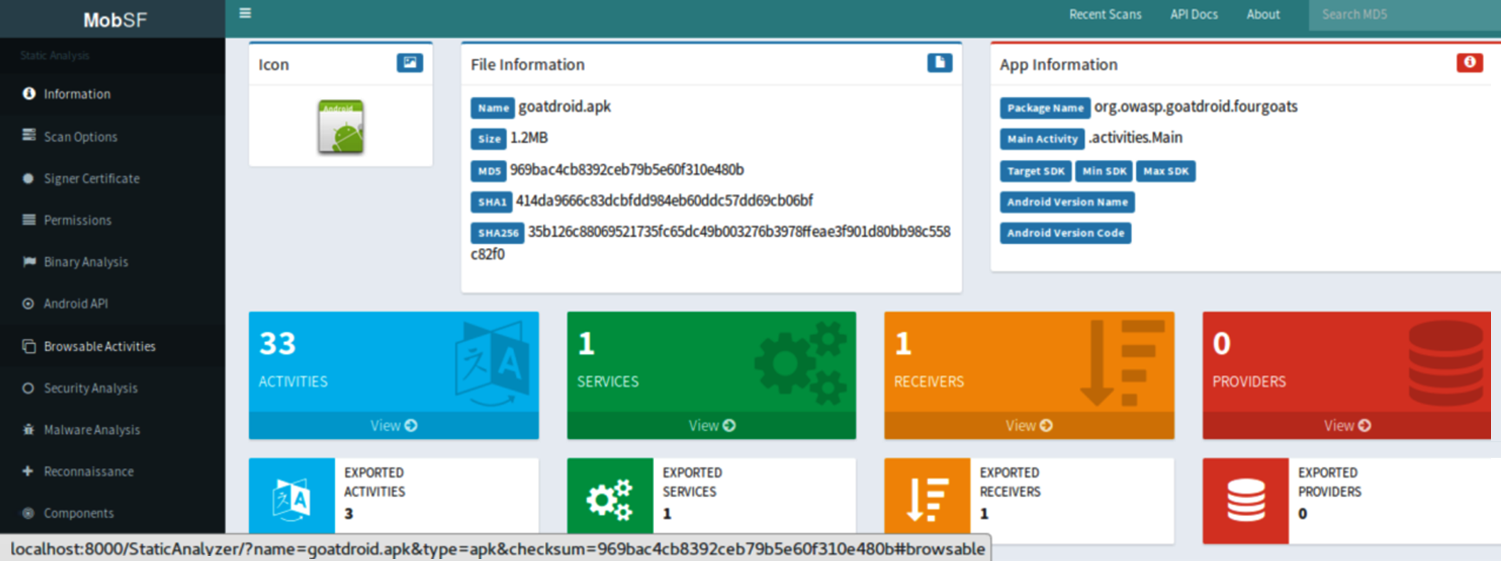 MobSF
Recent Scans API Docs About Search MD5
Static Analysis
Information
Scan Options
Signer Certificate
Permissions
Binary Analysis
Android API
Browsable Activities
Security Analysis
Malware Analysis
Reconnaissance
Components
Icon
Android
File Information
Name goatdroid.apk
Size 1.2MB
MD5 969bac4cb8392ceb79b5e60f310e480b
SHA1 414da9666c83dcbfdd984eb60ddc57dd69cb06bf
SHA256 35b126c88069521735fc65dc49b003276b3978ffeae3f901d80bb98c558
c82f0
App Information
Package Name org.owasp.goatdroid.fourgoats
Main Activity .activities.Main
Target SDK Min SDK Max SDK
Android Version Name
Android Version Code
33
ACTIVITIES
View
1
SERVICES
View
1
RECEIVERS
View
0
PROVIDERS
View
EXPORTED
ACTIVITIES
3
EXPORTED
SERVICES
1
EXPORTED
RECEIVERS
1
EXPORTED
PROVIDERS
0
localhost:8000/StaticAnalyzer/?name=goatdroid.apk&type=apk&checksum=969bac4cb8392ceb79b5e60f310e480b#browsable